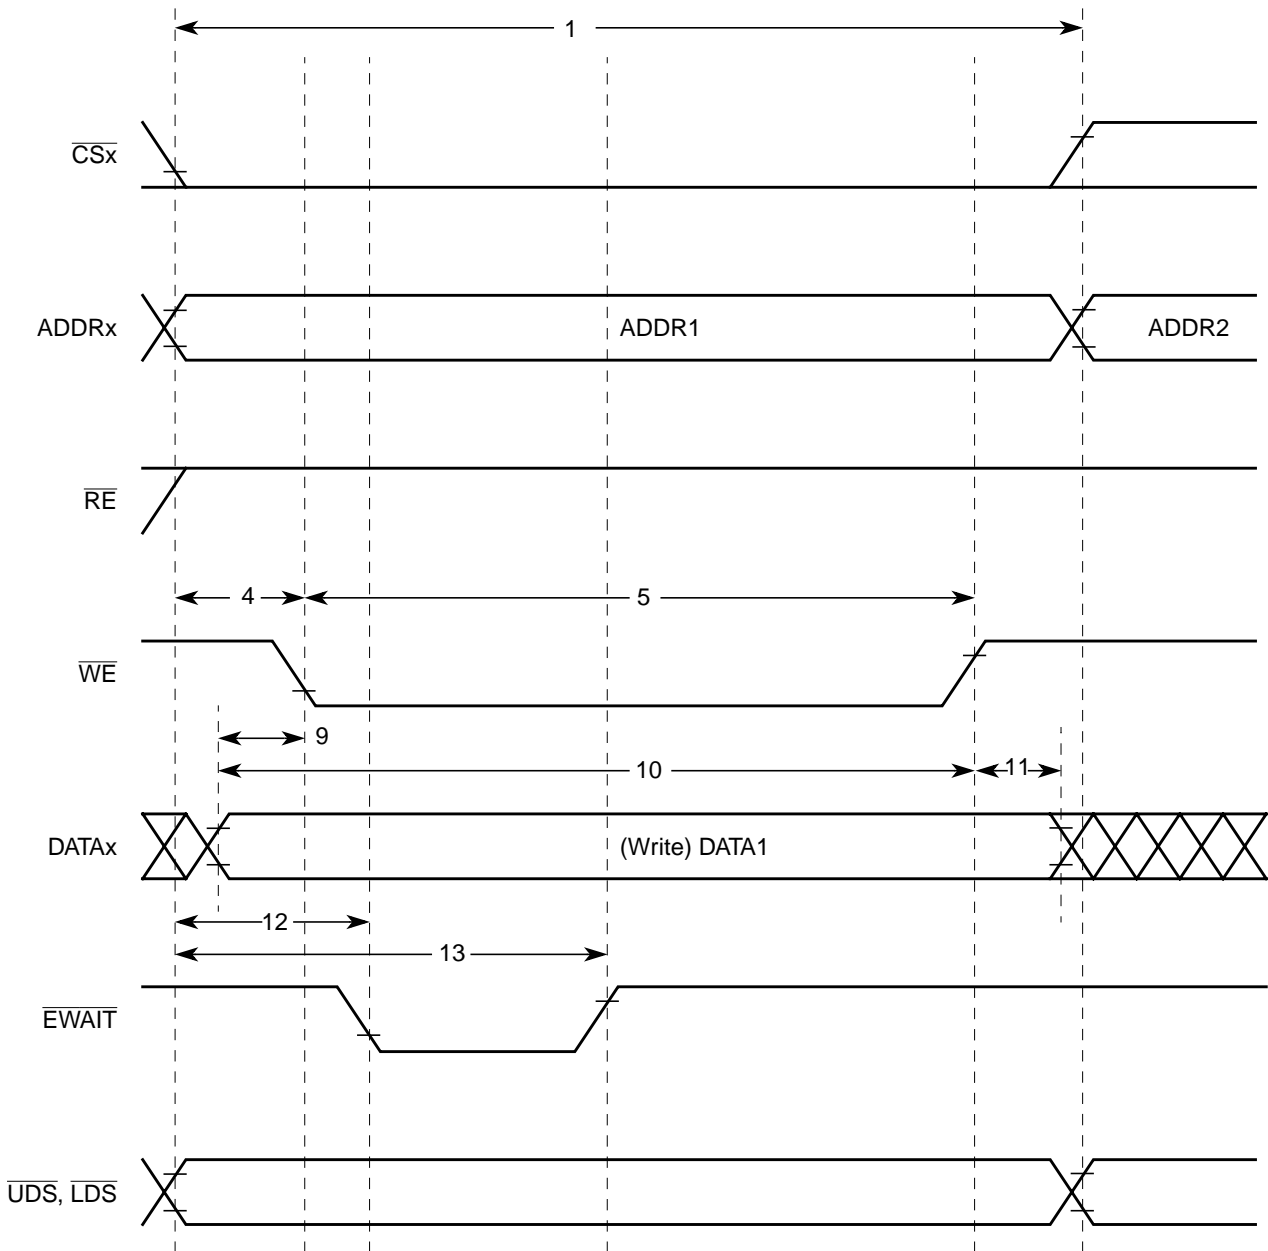 1
CSx
ADDRx ADDR1 ADDR2
RE
4 5
WE
9
10 11
DATAx (Write) DATA1
12
13
EWAIT
UDS, LDS